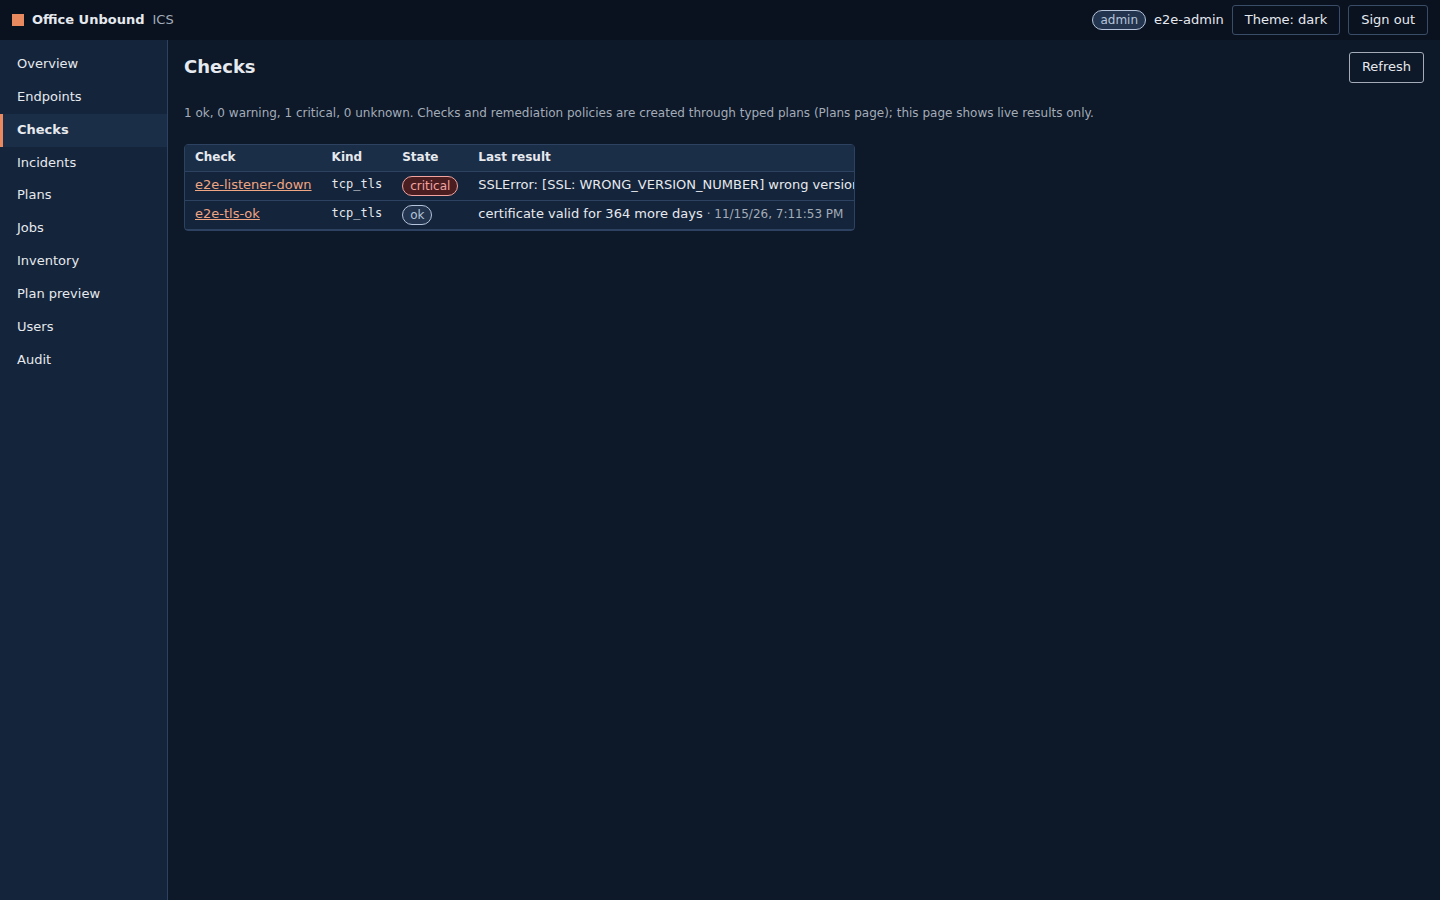 Office Unbound ICS
admin e2e-admin Theme: dark Sign out
Overview
Endpoints
Checks
Incidents
Plans
Jobs
Inventory
Plan preview
Users
Audit
Checks
Refresh
1 ok, 0 warning, 1 critical, 0 unknown. Checks and remediation policies are created through typed plans (Plans page); this page shows live results only.
Check Kind State Last result
e2e-listener-down tcp_tls critical SSLError: [SSL: WRONG_VERSION_NUMBER] wrong version
e2e-tls-ok tcp_tls ok certificate valid for 364 more days · 11/15/26, 7:11:53 PM